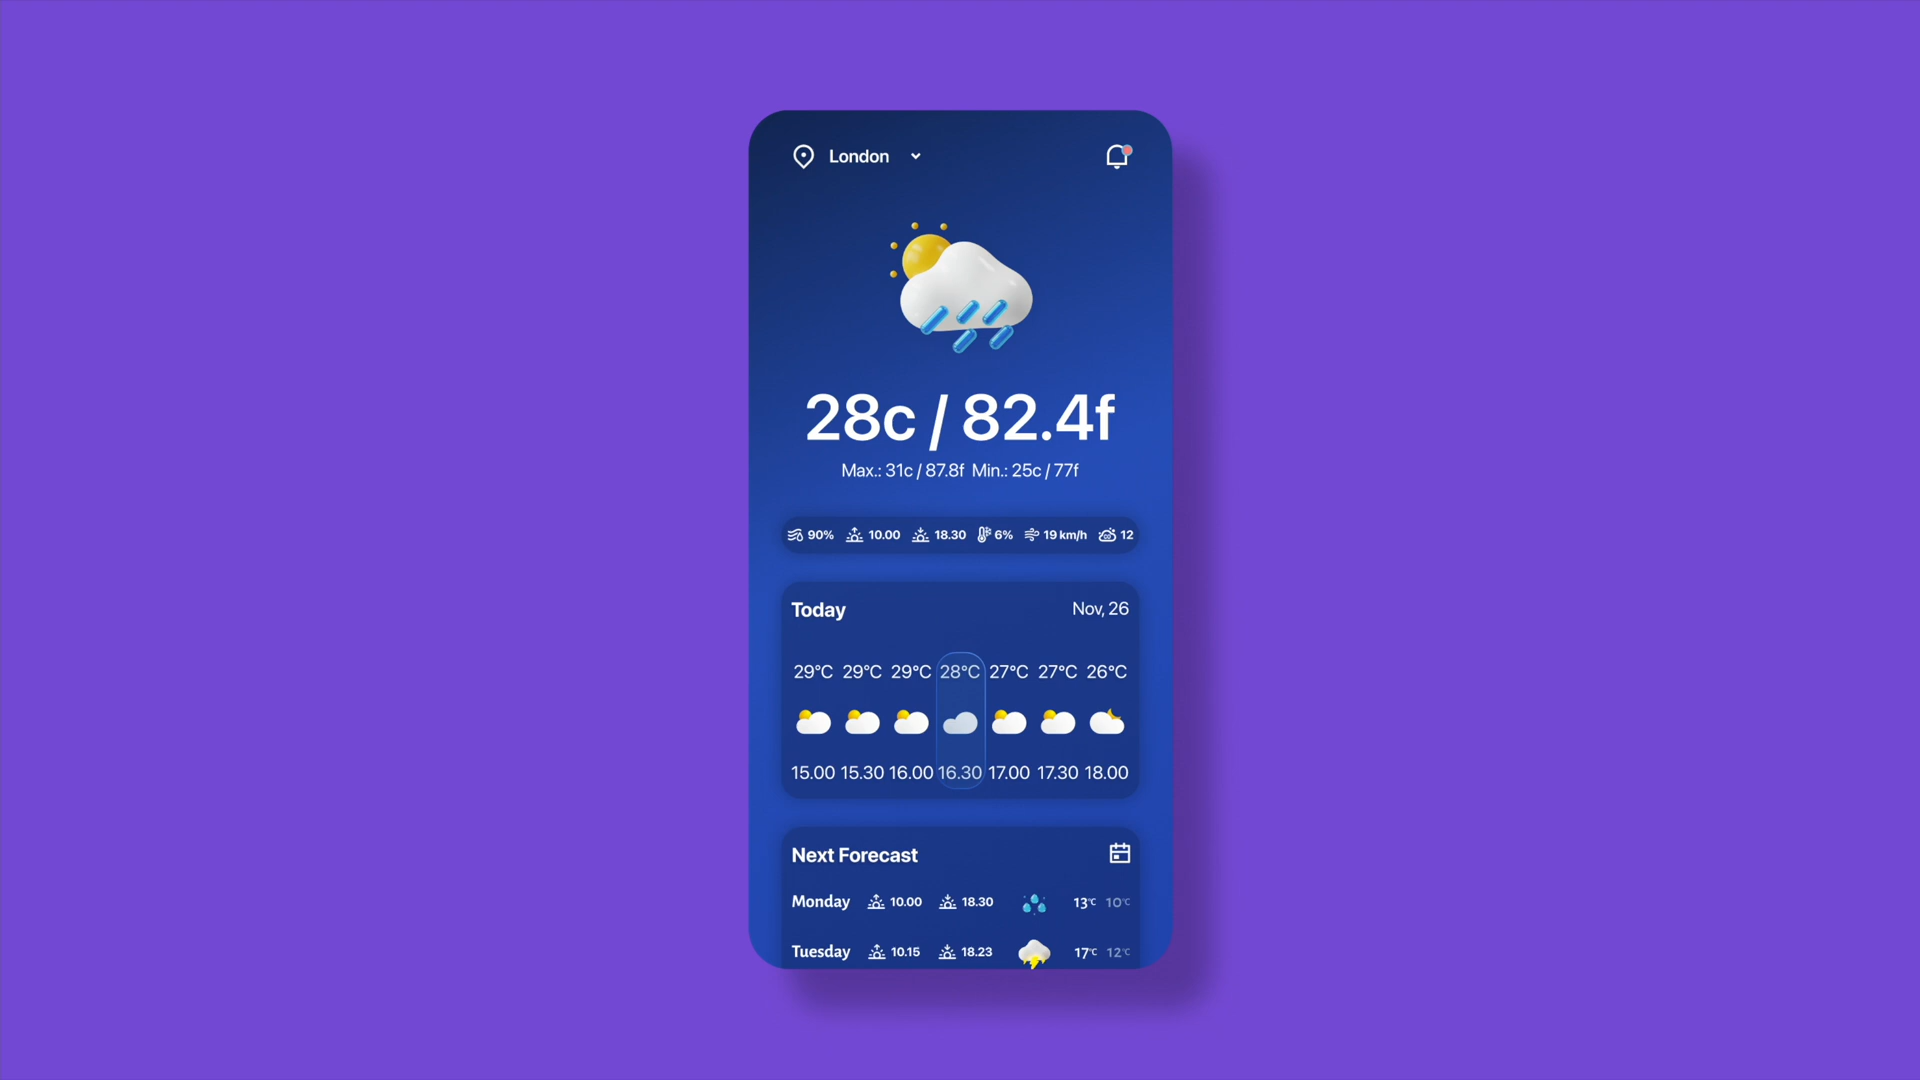 London
28c / 82.4f
Max.: 31c / 87.8f Min.: 25c / 77f
90% 10.00 18.30 6% 19 km/h 12
Today Nov, 26
29°C 29°C 29°C 28°C 27°C 27°C 26°C
15.00 15.30 16.00 16.30 17.00 17.30 18.00
Next Forecast
Monday 10.00 18.30 13°C 10°C
Tuesday 10.15 18.23 17°C 12°C